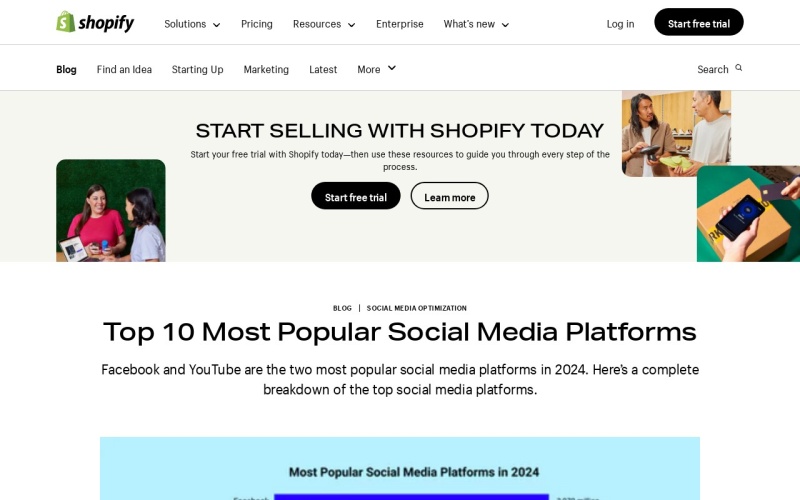 shopify
Solutions Pricing Resources Enterprise What's new Log in Start free trial
Blog Find an Idea Starting Up Marketing Latest More Search
START SELLING WITH SHOPIFY TODAY
Start your free trial with Shopify today—then use these resources to guide you through every step of the
process.
Start free trial Learn more
BLOG | SOCIAL MEDIA OPTIMIZATION
Top 10 Most Popular Social Media Platforms
Facebook and YouTube are the two most popular social media platforms in 2024. Here's a complete
breakdown of the top social media platforms.
Most Popular Social Media Platforms in 2024